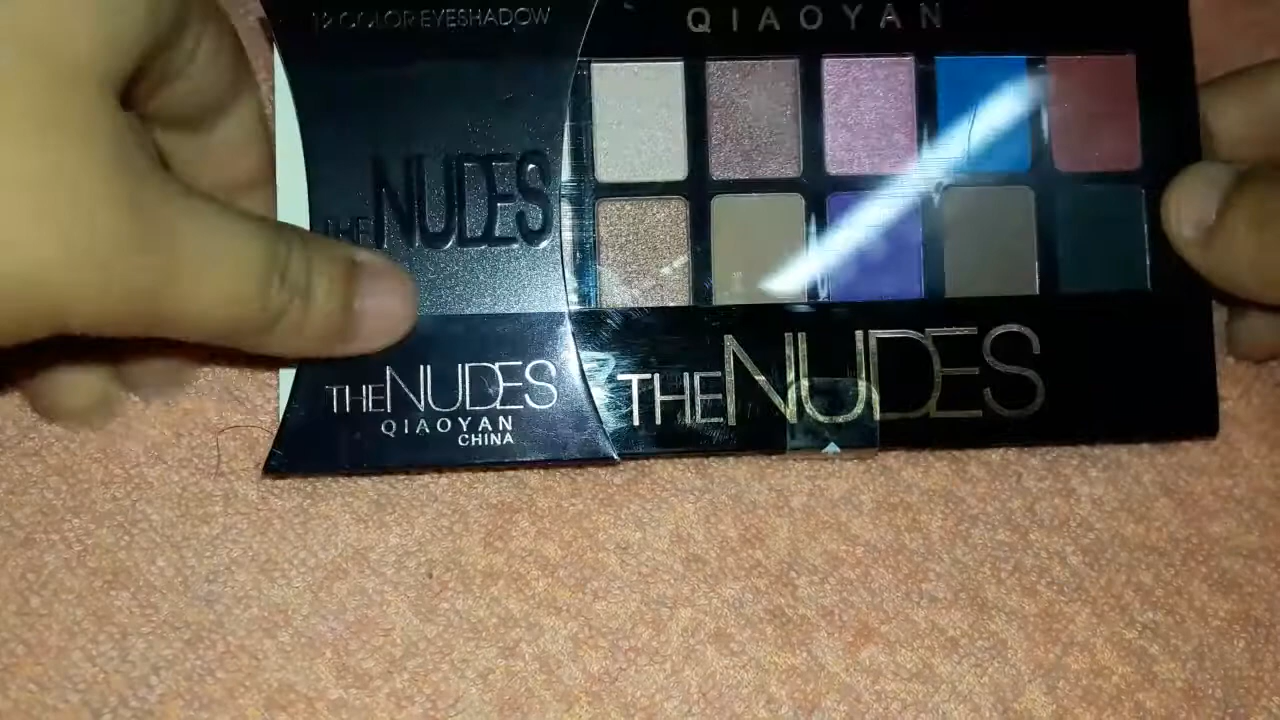 12 COLOR EYESHADOW
QIAOYAN
THE NUDES
THE NUDES
QIAOYAN
CHINA
THE NUDES